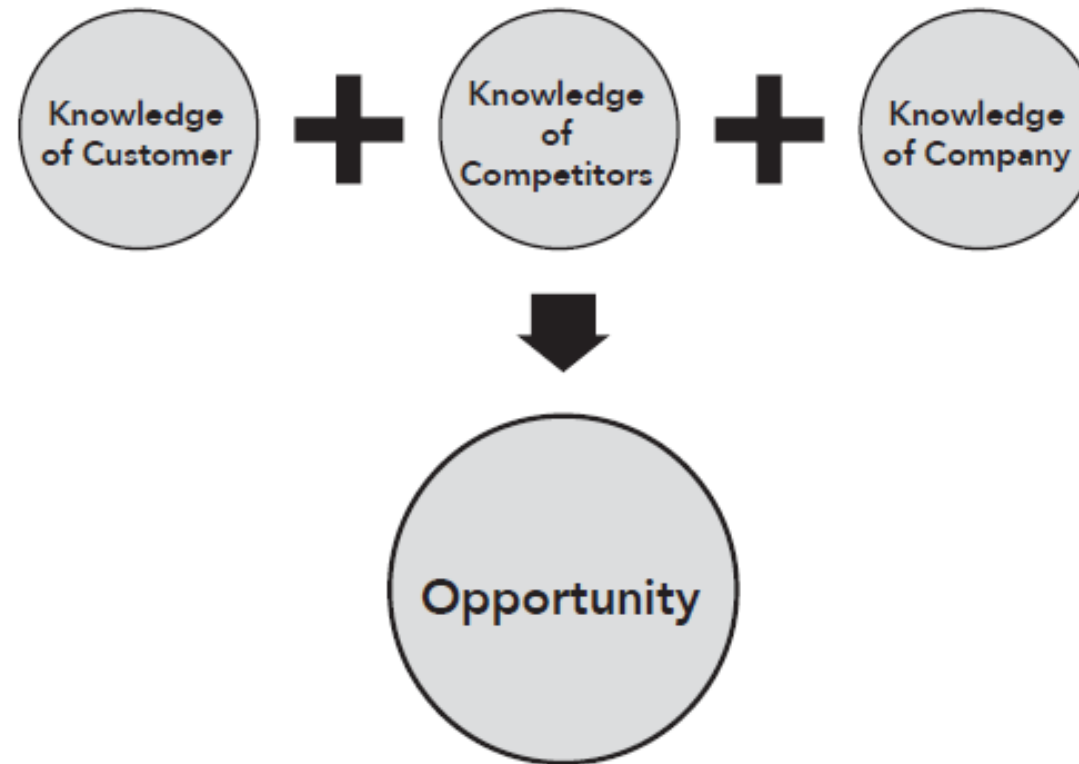 Knowledge
of Customer
Knowledge
of
Competitors
Knowledge
of Company
Opportunity